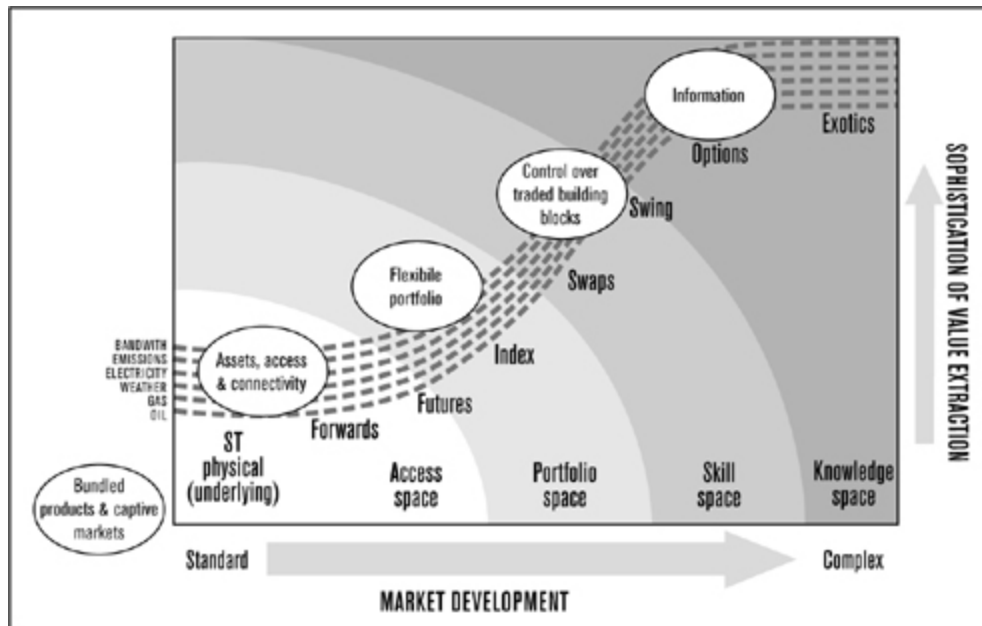 Information
Exotics
Options
Control over
traded building
blocks
Swing
Flexibile
portfolio
Swaps
BANDWITH
EMISSIONS
ELECTRICITY
WEATHER
GAS
OIL
Assets, access
& connectivity
Index
Futures
Forwards
ST
physical
(underlying)
Access
space
Portfolio
space
Skill
space
Knowledge
space
Bundled
products & captive
markets
Standard
Complex
MARKET DEVELOPMENT
SOPHISTICATION OF VALUE EXTRACTION